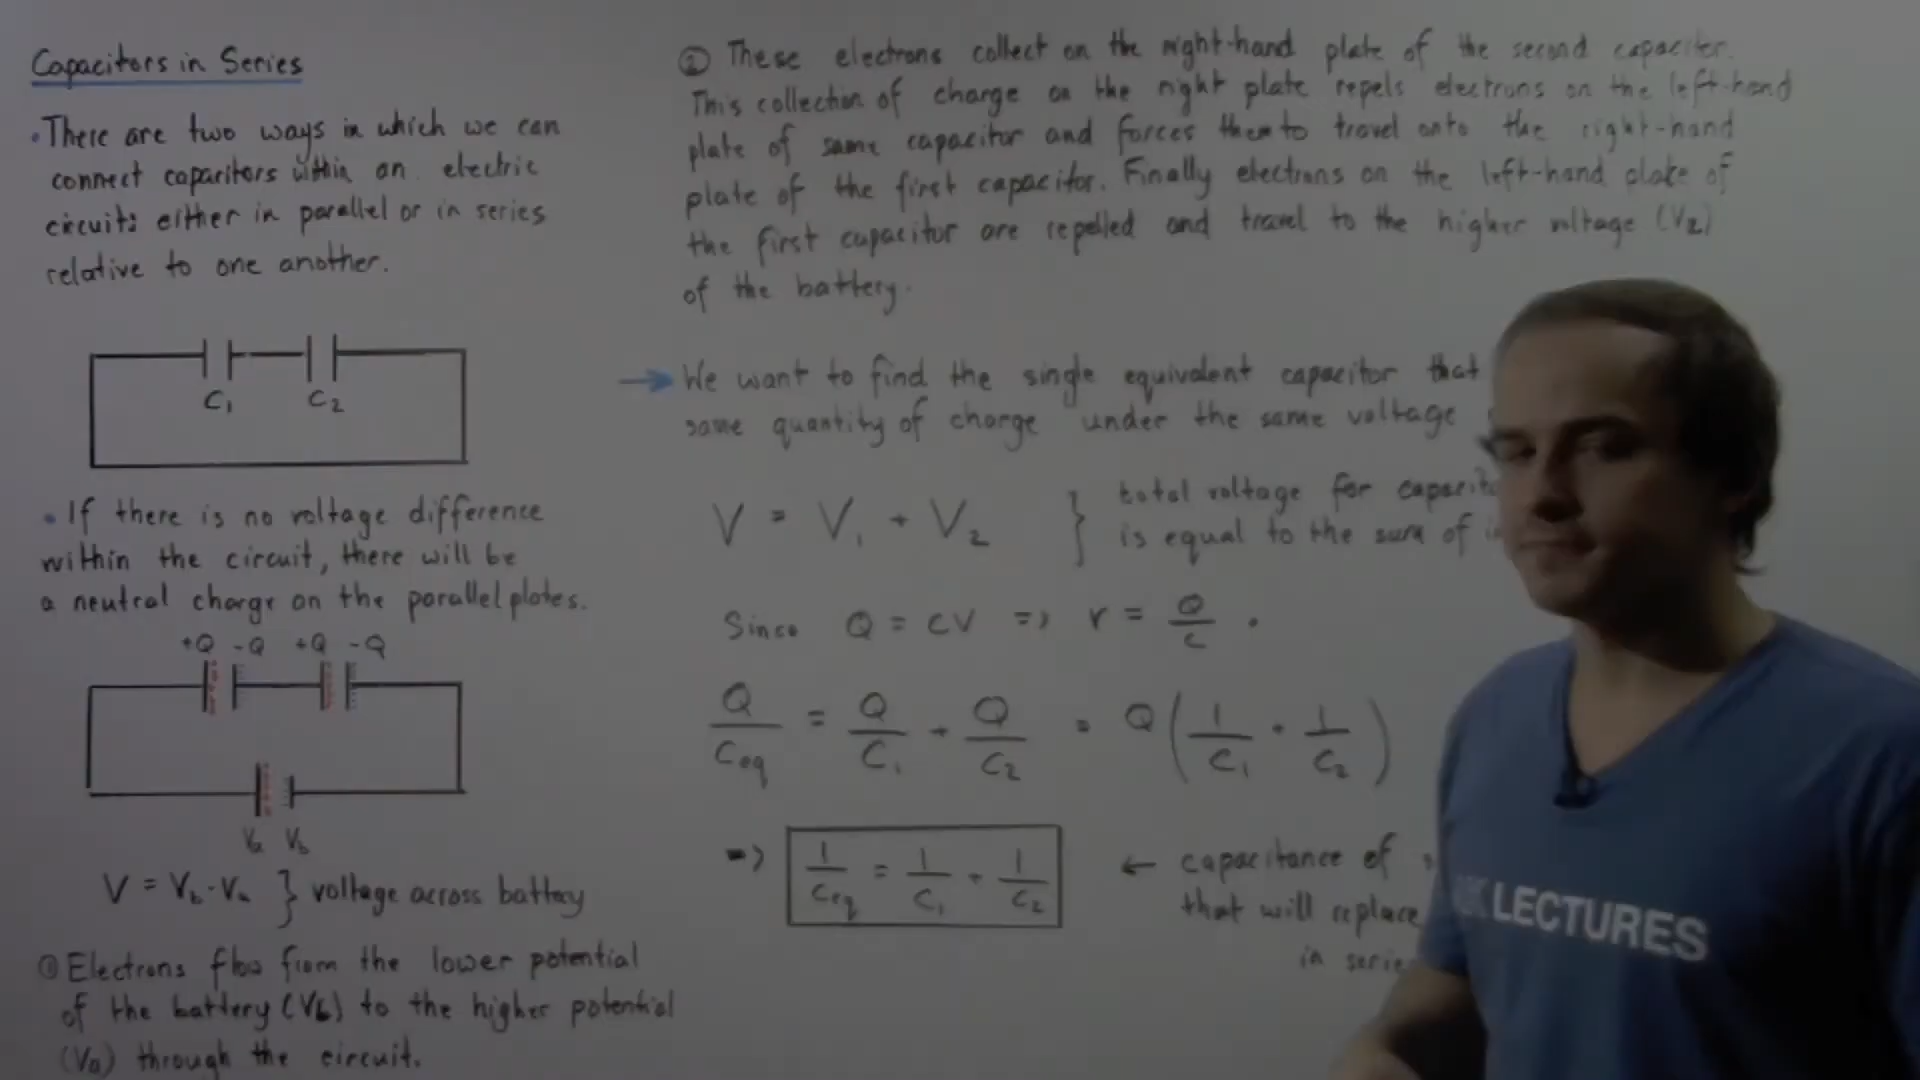 Capacitors in Series
• There are two ways in which we can
connect capacitors within an electric
circuit: either in parallel or in series
relative to one another.
C₁ C₂
• If there is no voltage difference
within the circuit, there will be
a neutral charge on the parallel plates.
+Q -Q +Q -Q
Va Vb
V = Vb - Va } voltage across battery
① Electrons flow from the lower potential
of the battery (Vb) to the higher potential
(Va) through the circuit.
② These electrons collect on the right-hand plate of the second capacitor.
This collection of charge on the right plate repels electrons on the left-hand
plate of same capacitor and forces them to travel onto the right-hand
plate of the first capacitor. Finally electrons on the left-hand plate of
the first capacitor are repelled and travel to the higher voltage (V₂)
of the battery.
→ We want to find the single equivalent capacitor that
same quantity of charge under the same voltage
V = V₁ + V₂ } total voltage for
is equal to the sum of
Since Q = CV => V = Q/C .
Q/Ceq = Q/C₁ + Q/C₂ = Q(1/C₁ + 1/C₂)
=> 1/Ceq = 1/C₁ + 1/C₂
← capacitance of
that will replace
in
LECTURES